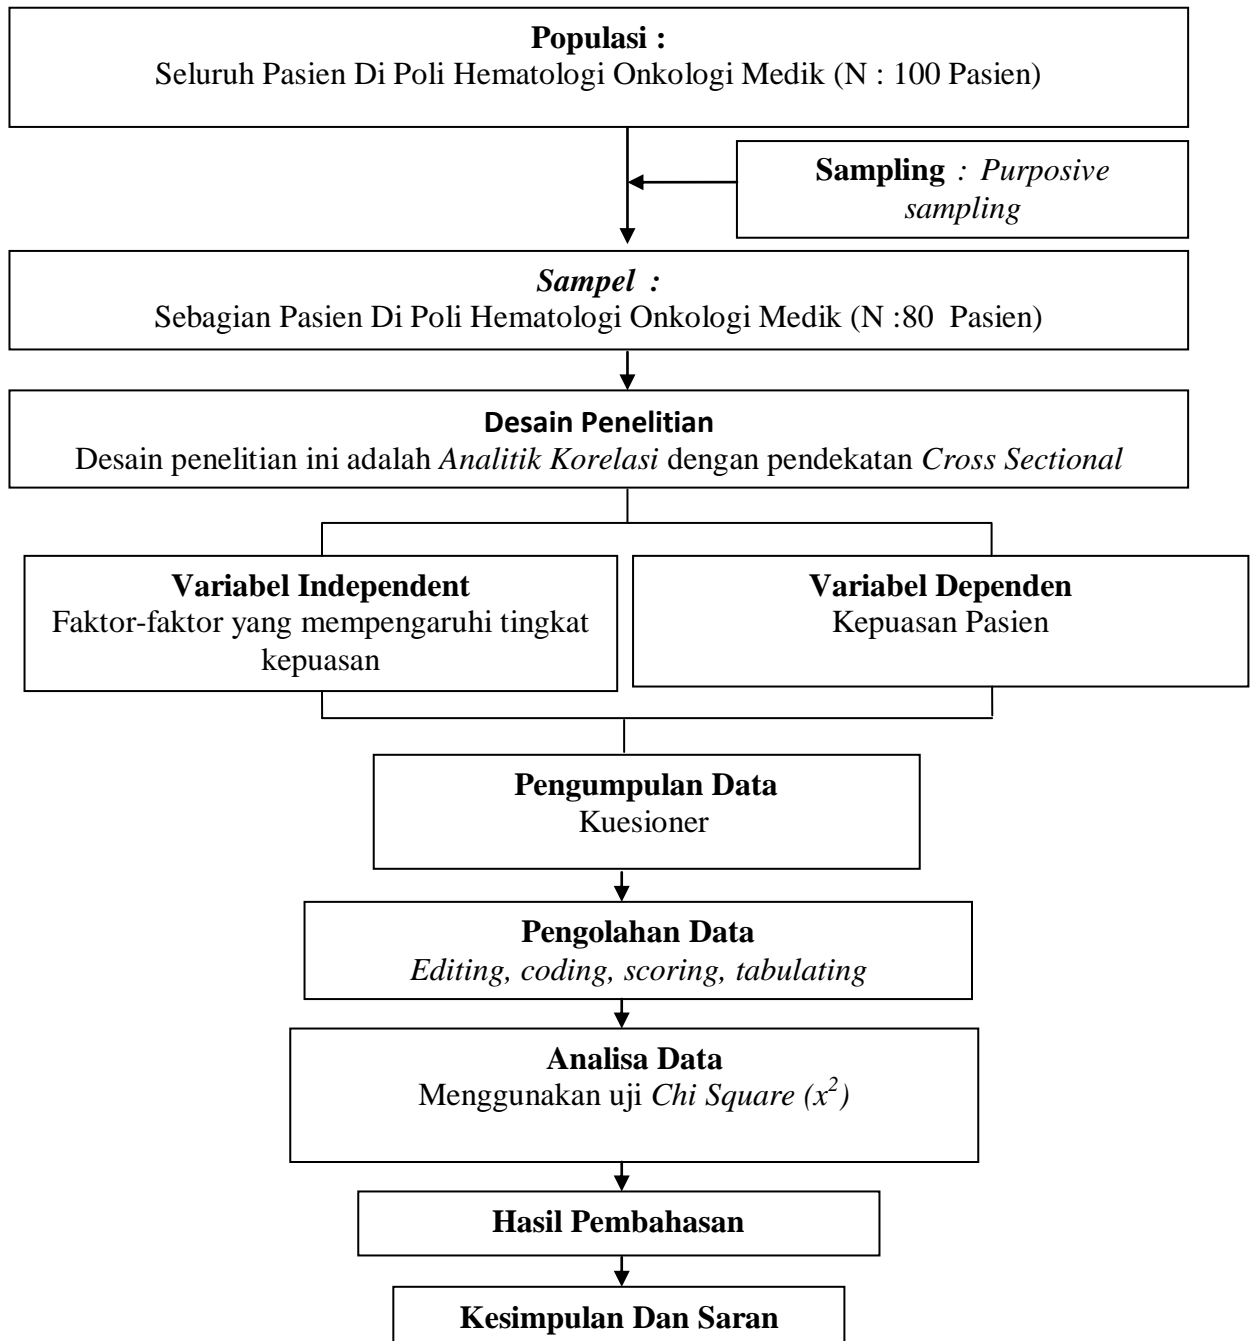 Populasi :
Seluruh Pasien Di Poli Hematologi Onkologi Medik (N : 100 Pasien)
Sampling : Purposive
sampling
Sampel :
Sebagian Pasien Di Poli Hematologi Onkologi Medik (N :80 Pasien)
Desain Penelitian
Desain penelitian ini adalah Analitik Korelasi dengan pendekatan Cross Sectional
Variabel Independent
Faktor-faktor yang mempengaruhi tingkat
kepuasan
Variabel Dependen
Kepuasan Pasien
Pengumpulan Data
Kuesioner
Pengolahan Data
Editing, coding, scoring, tabulating
Analisa Data
Menggunakan uji Chi Square (x²)
Hasil Pembahasan
Kesimpulan Dan Saran